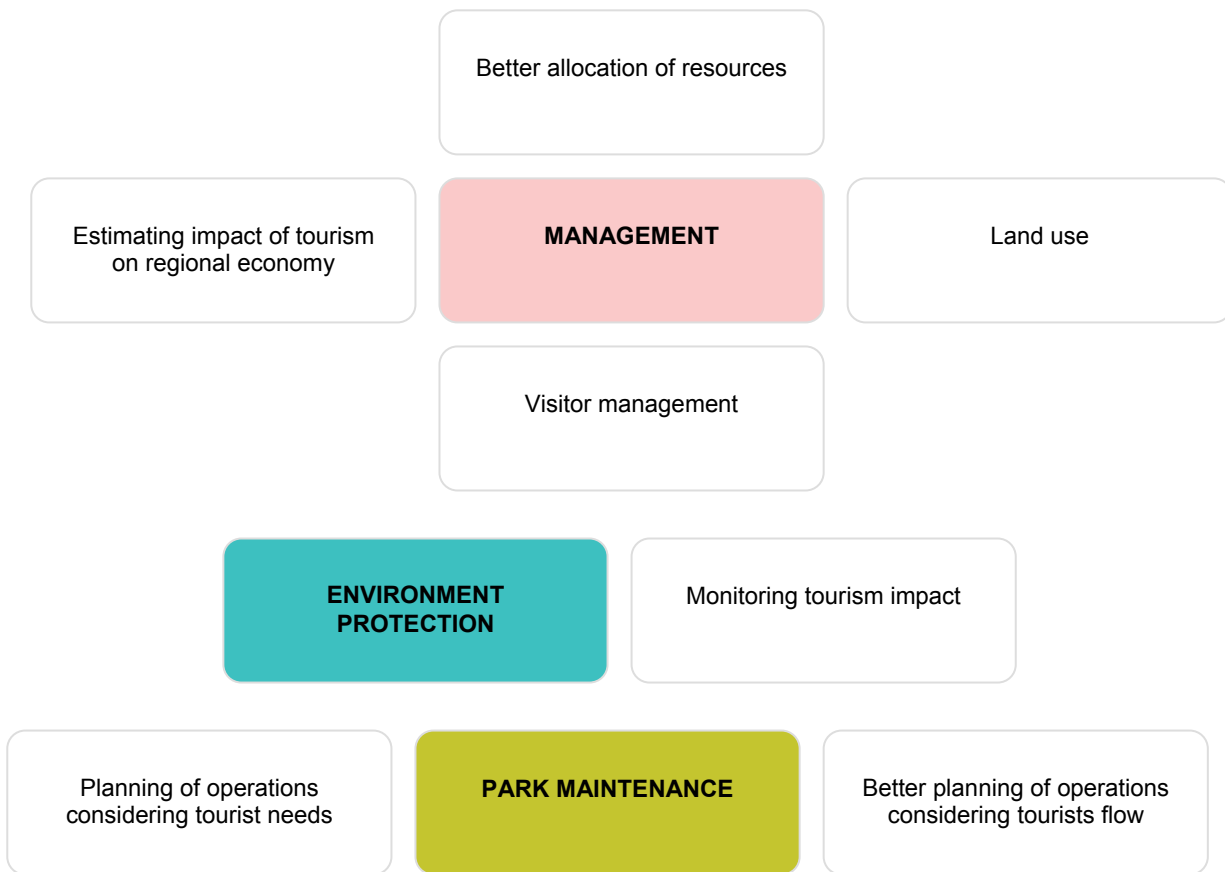 Better allocation of resources
Estimating impact of tourism
on regional economy
MANAGEMENT
Land use
Visitor management
ENVIRONMENT
PROTECTION
Monitoring tourism impact
Planning of operations
considering tourist needs
PARK MAINTENANCE
Better planning of operations
considering tourists flow